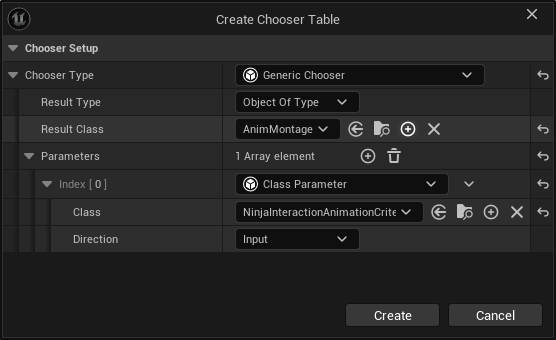 Create Chooser Table
Chooser Setup
Chooser Type Generic Chooser
Result Type Object Of Type
Result Class AnimMontage
Parameters 1 Array element
Index [ 0 ] Class Parameter
Class NinjaInteractionAnimationCrite
Direction Input
Create Cancel